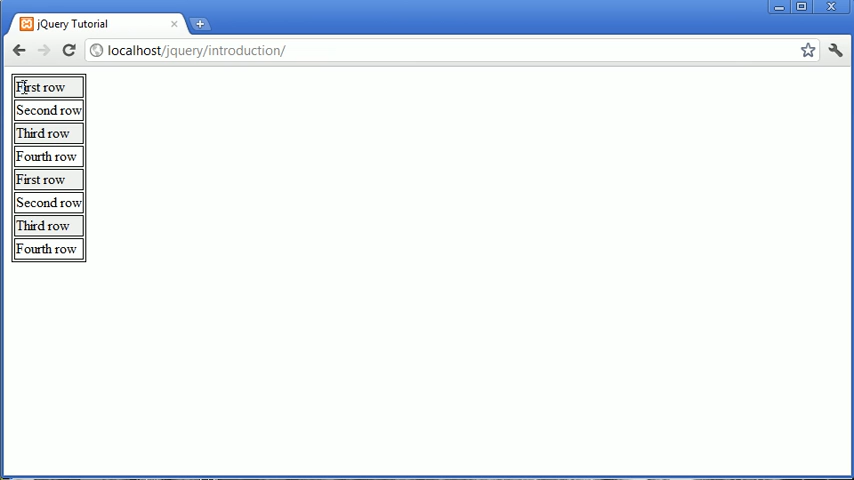 jQuery Tutorial
localhost/jquery/introduction/
First row
Second row
Third row
Fourth row
First row
Second row
Third row
Fourth row